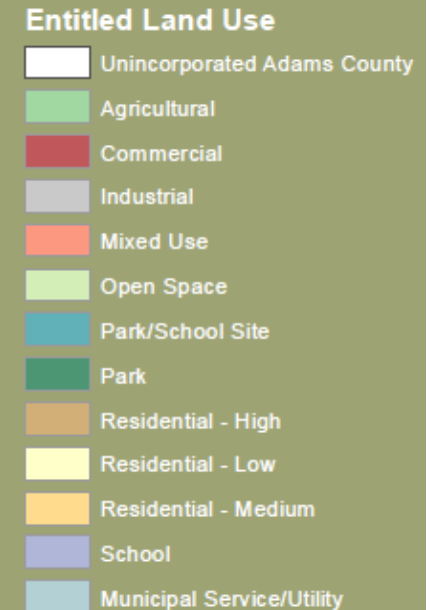 Entitled Land Use
Unincorporated Adams County
Agricultural
Commercial
Industrial
Mixed Use
Open Space
Park/School Site
Park
Residential - High
Residential - Low
Residential - Medium
School
Municipal Service/Utility